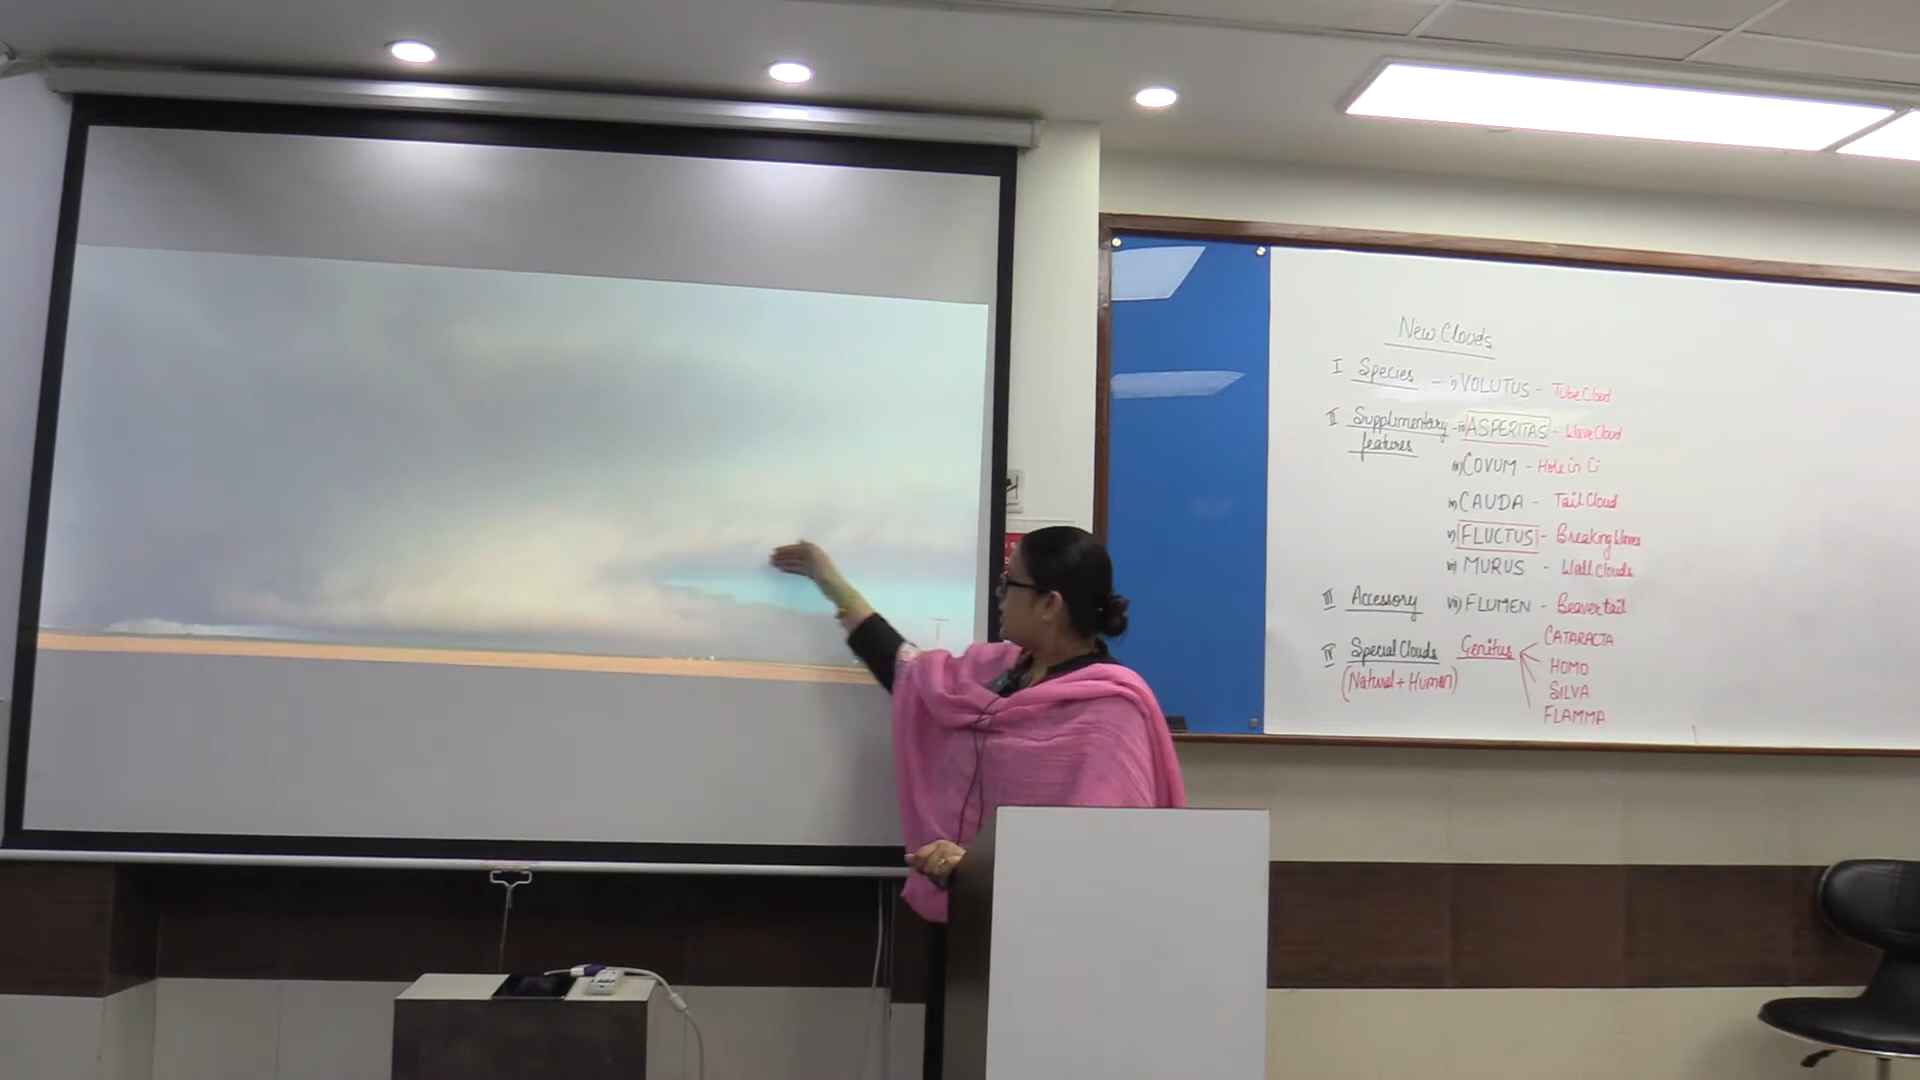 New Clouds
I Species - i) VOLUTUS - Tube Cloud
II Supplimentary features - ii) ASPERITAS - Wave Cloud
iii) COVUM - Hole in Ci
iv) CAUDA - Tail Cloud
v) FLUCTUS - Breaking Waves
vi) MURUS - Wall Clouds
III Accessory vii) FLUMEN - Beaver tail
IV Special Clouds Genitus CATARACTA
(Natural + Human) HOMO
SILVA
FLAMMA